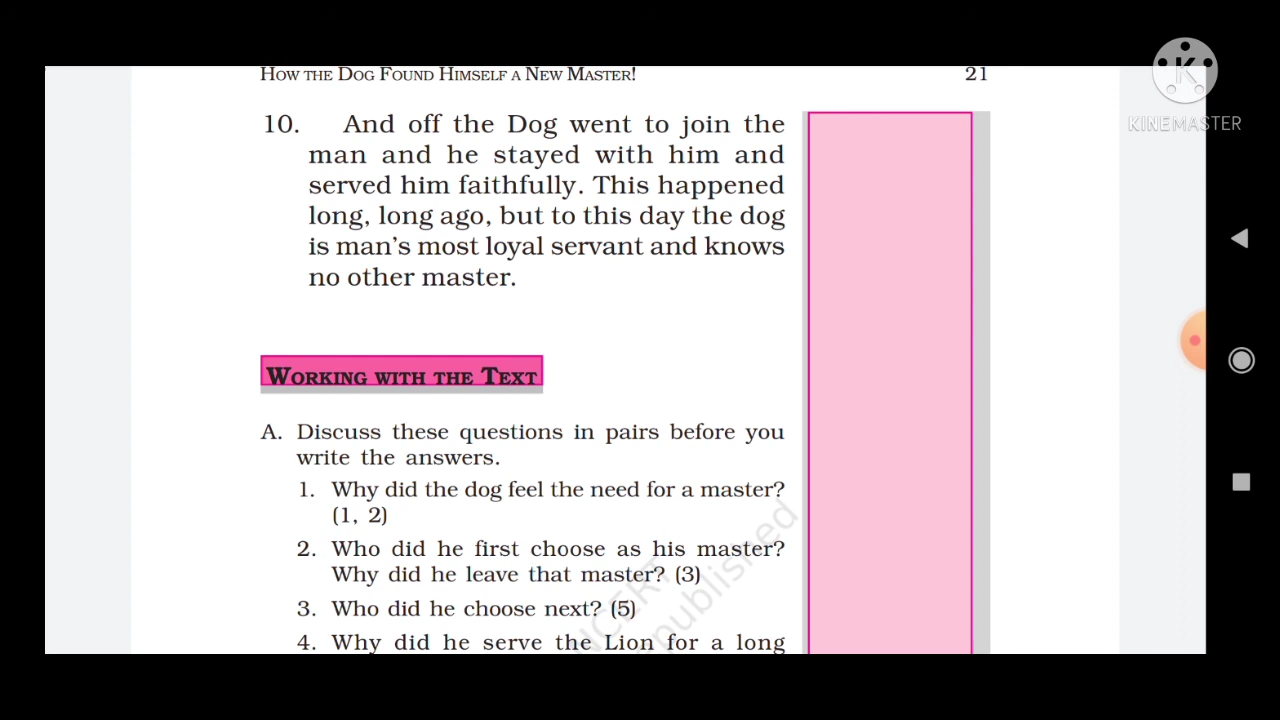 HOW THE DOG FOUND HIMSELF A NEW MASTER! 21
10. And off the Dog went to join the
man and he stayed with him and
served him faithfully. This happened
long, long ago, but to this day the dog
is man's most loyal servant and knows
no other master.
WORKING WITH THE TEXT
A. Discuss these questions in pairs before you
write the answers.
1. Why did the dog feel the need for a master?
(1, 2)
2. Who did he first choose as his master?
Why did he leave that master? (3)
3. Who did he choose next? (5)
4. Why did he serve the Lion for a long
K
KINEMASTER